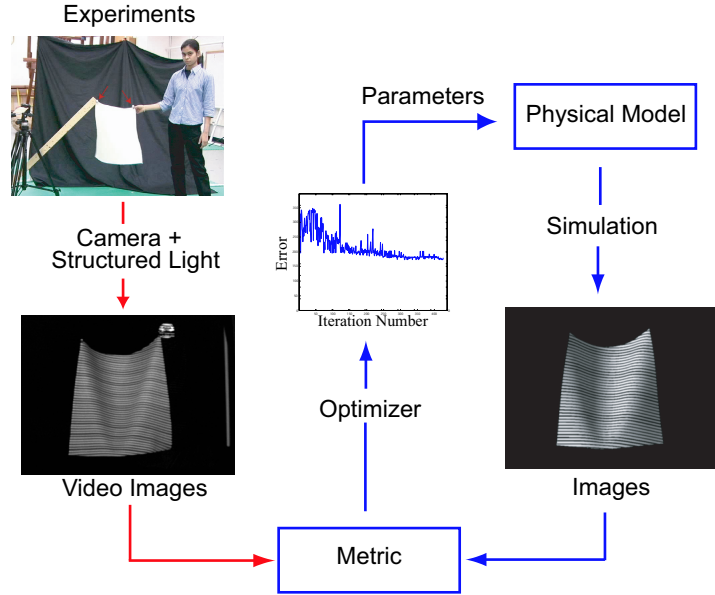 Experiments
Camera +
Structured Light
Video Images
Error
Iteration Number
Optimizer
Parameters
Physical Model
Simulation
Images
Metric